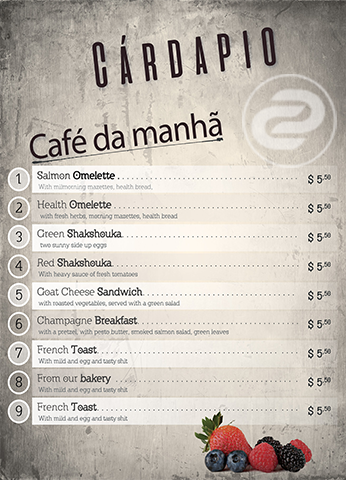 CÁRDAPIO
Café da manhã
1 Salmon Omelette $ 5.50
With milmorning mazettes, health bread,
2 Health Omelette $ 5.50
with fresh herbs, morning mazettes, health bread
3 Green Shakshouka $ 5.50
two sunny side up eggs
4 Red Shakshouka $ 5.50
With heavy sauce of fresh tomatoes
5 Goat Cheese Sandwich $ 5.50
with toasted vegetables, served with a green salad
6 Champagne Breakfast $ 5.50
with a pretzel, with pesto butter, smoked salmon salad, green leaves
7 French Toast $ 5.50
With mild and egg and tasty shit
8 From our bakery $ 5.50
With mild and egg and tasty shit
9 French Toast $ 5.50
With mild and egg and tasty shit